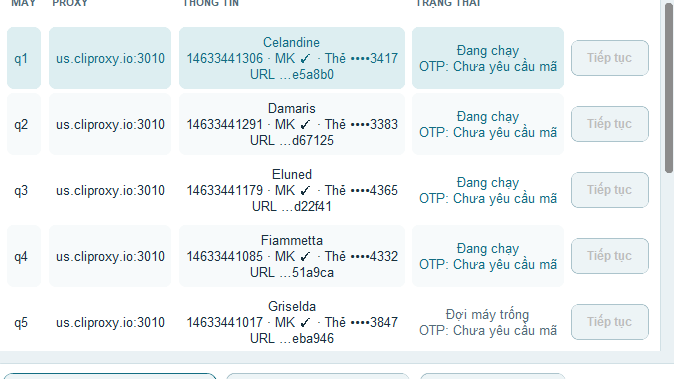 MÁY PROXY THÔNG TIN TRẠNG THÁI
q1 us.cliproxy.io:3010
Celandine
14633441306 · MK ✓ · Thẻ ••••3417
URL …e5a8b0
Đang chạy
OTP: Chưa yêu cầu mã
Tiếp tục
q2 us.cliproxy.io:3010
Damaris
14633441291 · MK ✓ · Thẻ ••••3383
URL …d67125
Đang chạy
OTP: Chưa yêu cầu mã
Tiếp tục
q3 us.cliproxy.io:3010
Eluned
14633441179 · MK ✓ · Thẻ ••••4365
URL …d22f41
Đang chạy
OTP: Chưa yêu cầu mã
Tiếp tục
q4 us.cliproxy.io:3010
Fiammetta
14633441085 · MK ✓ · Thẻ ••••4332
URL …51a9ca
Đang chạy
OTP: Chưa yêu cầu mã
Tiếp tục
q5 us.cliproxy.io:3010
Griselda
14633441017 · MK ✓ · Thẻ ••••3847
URL …eba946
Đợi máy trống
OTP: Chưa yêu cầu mã
Tiếp tục